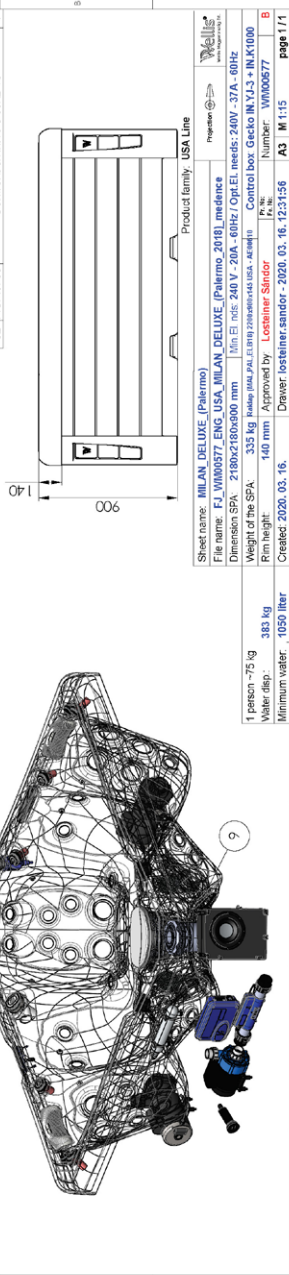 B
140
900
Product family: USA Line
Sheet name: MILAN_DELUXE_(Palermo)
Projection
Wellis®
File name: FJ_WM00577_ENG_USA_MILAN_DELUXE_(Palermo_2018)_medence
Dimension SPA: 2180x2180x900 mm Min.El. nds: 240 V - 20A - 60Hz / Opt.El. needs: 240V - 37A - 60Hz
1 person ~75 kg Weight of the SPA: 335 kg Control box Gecko IN.YJ-3 + IN.K1000
Water disp.: 383 kg Rim height: 140 mm Approved by Losteiner Sándor Number: WM00577 B
Minimum water: 1050 liter Created: 2020. 03. 16. Drawer: losteiner.sandor - 2020. 03. 16. 12:31:56 A3 M 1:15 page 1 / 1
9